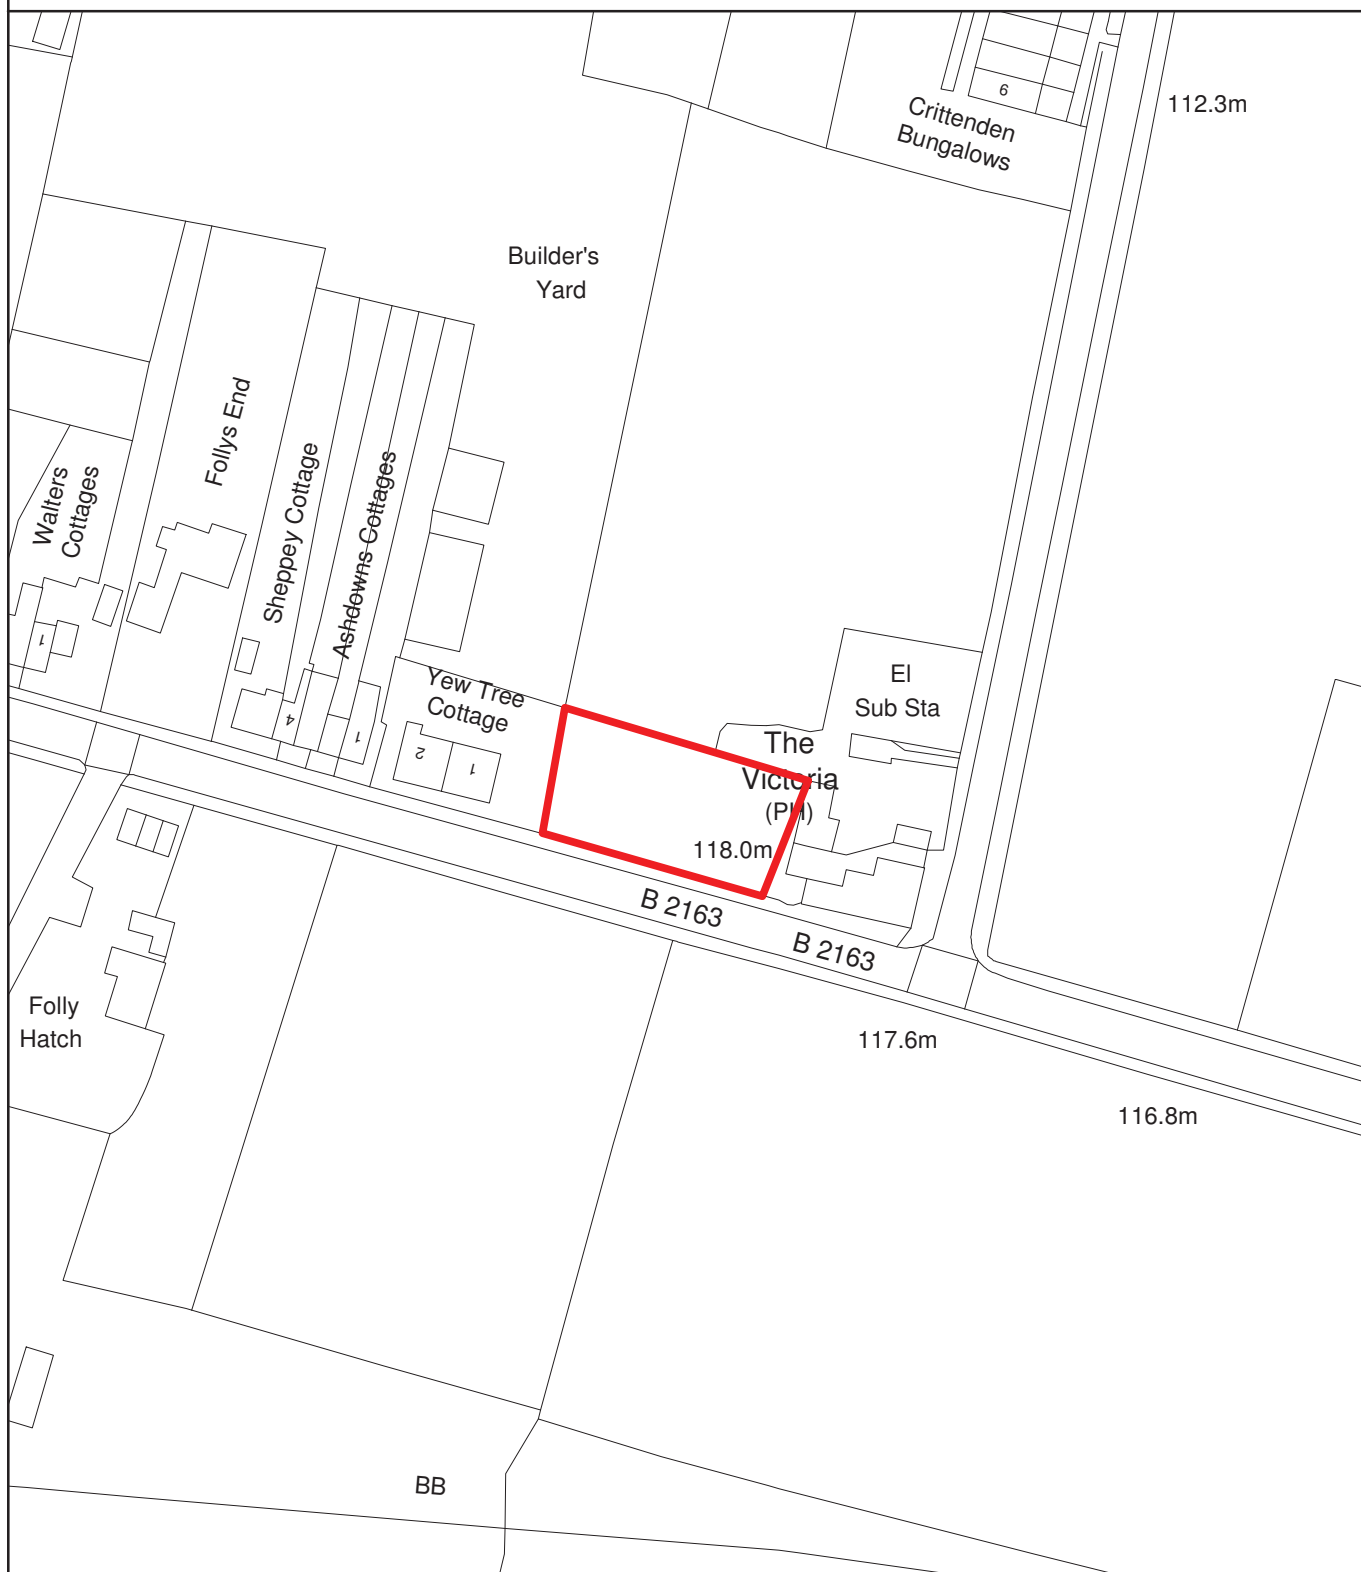 112.3m
6
Crittenden
Bungalows
Builder's
Yard
Follys End
Walters
Cottages
Sheppey Cottage
Ashdowns Cottages
1
Yew Tree
Cottage
4
1
2
1
El
Sub Sta
The
Victoria
(PH)
118.0m
B 2163
B 2163
Folly
Hatch
117.6m
116.8m
BB